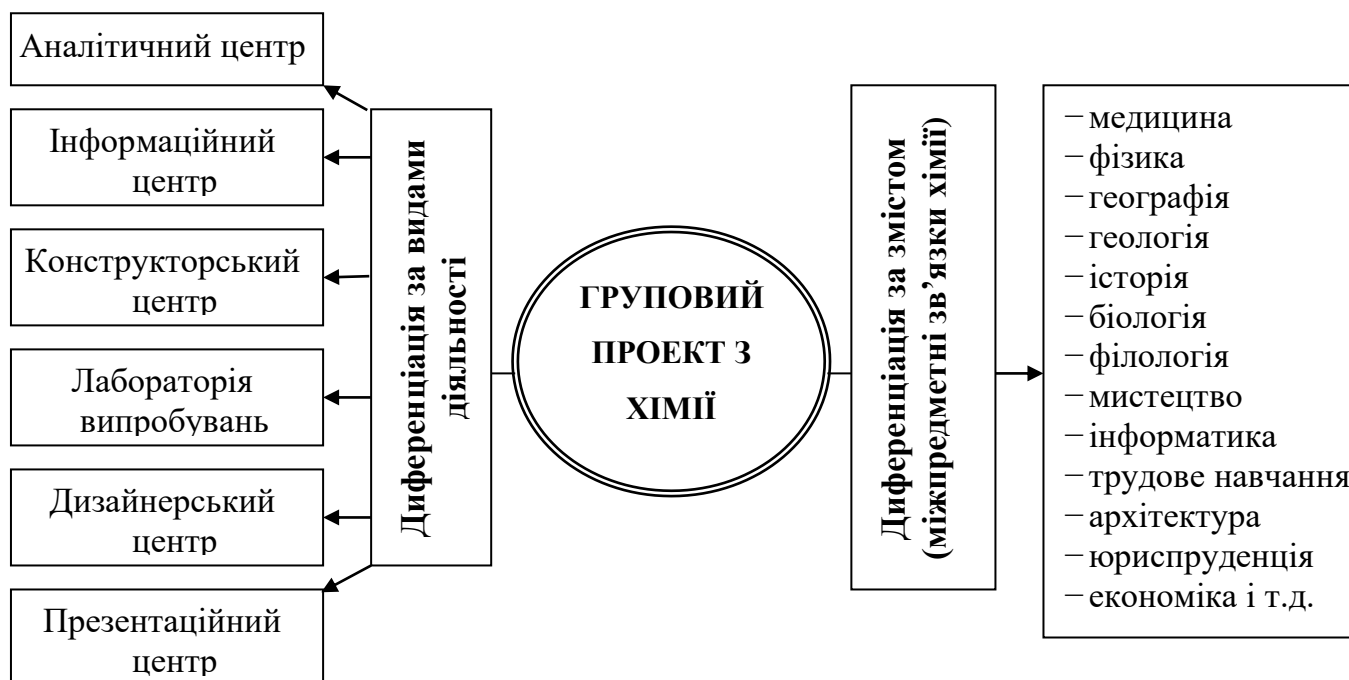 Аналітичний центр
Інформаційний
центр
Конструкторський
центр
Лабораторія
випробувань
Дизайнерський
центр
Презентаційний
центр
Диференціація за видами
діяльності
ГРУПОВИЙ
ПРОЕКТ З
ХІМІЇ
Диференціація за змістом
(міжпредметні зв’язки хімії)
− медицина
− фізика
− географія
− геологія
− історія
− біологія
− філологія
− мистецтво
− інформатика
− трудове навчання
− архітектура
− юриспруденція
− економіка і т.д.